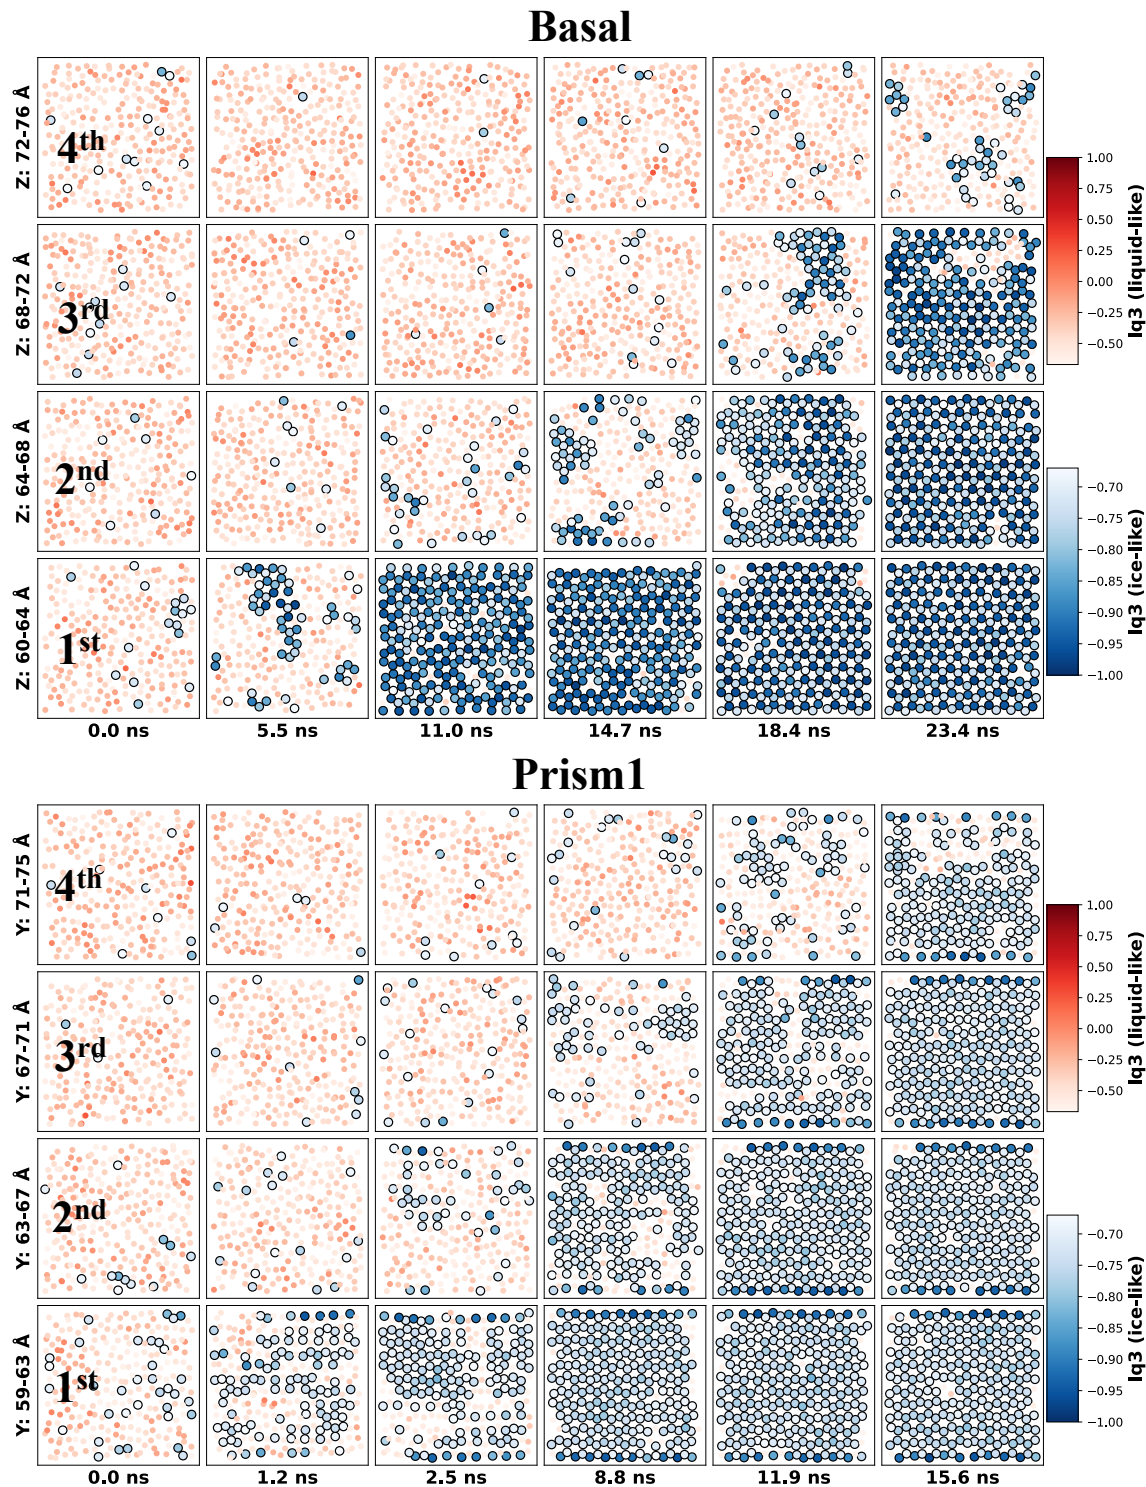 Basal
Z: 72-76 Å
4th
Z: 68-72 Å
3rd
Z: 64-68 Å
2nd
Z: 60-64 Å
1st
0.0 ns 5.5 ns 11.0 ns 14.7 ns 18.4 ns 23.4 ns
1.00
0.75
0.50
0.25
0.00
−0.25
−0.50
lq3 (liquid-like)
−0.70
−0.75
−0.80
−0.85
−0.90
−0.95
−1.00
lq3 (ice-like)
Prism1
Y: 71-75 Å
4th
Y: 67-71 Å
3rd
Y: 63-67 Å
2nd
Y: 59-63 Å
1st
0.0 ns 1.2 ns 2.5 ns 8.8 ns 11.9 ns 15.6 ns
1.00
0.75
0.50
0.25
0.00
−0.25
−0.50
lq3 (liquid-like)
−0.70
−0.75
−0.80
−0.85
−0.90
−0.95
−1.00
lq3 (ice-like)